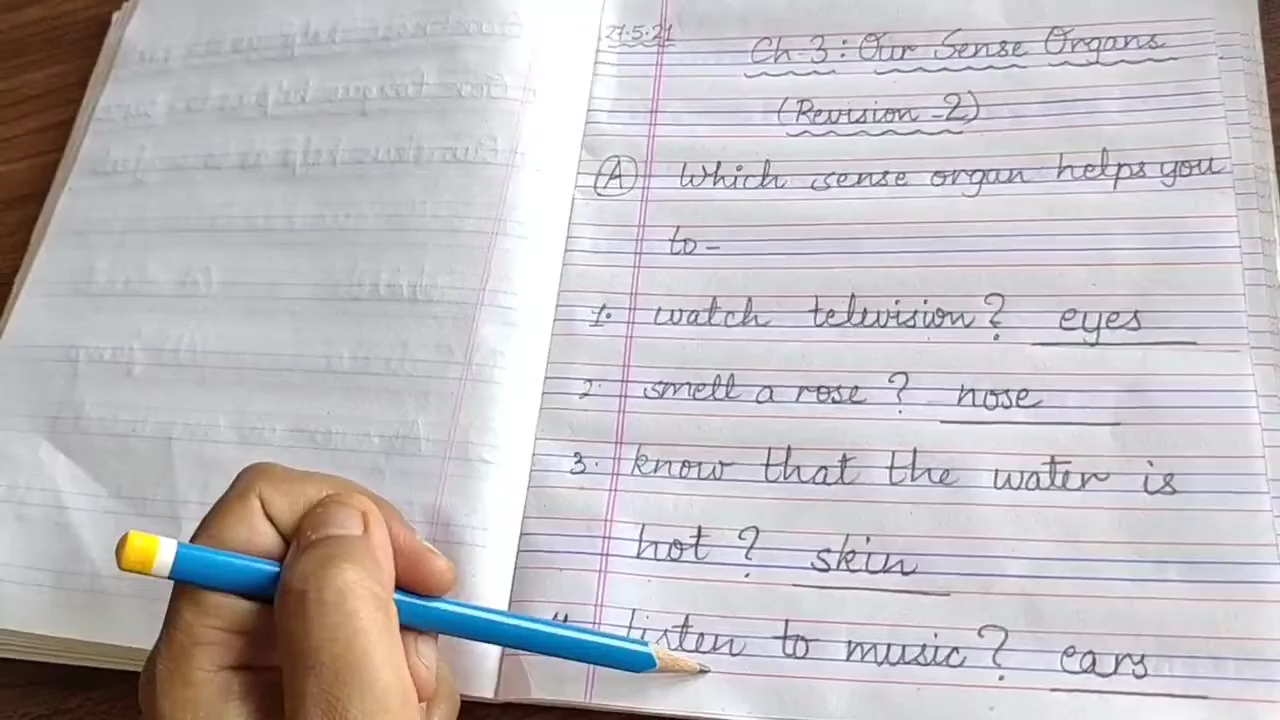 27.5.21
Ch-3: Our Sense Organs
(Revision-2)
(A) Which sense organ helps you
to-
1. watch television? eyes
2. smell a rose? nose
3. know that the water is
hot? skin
listen to music? ears